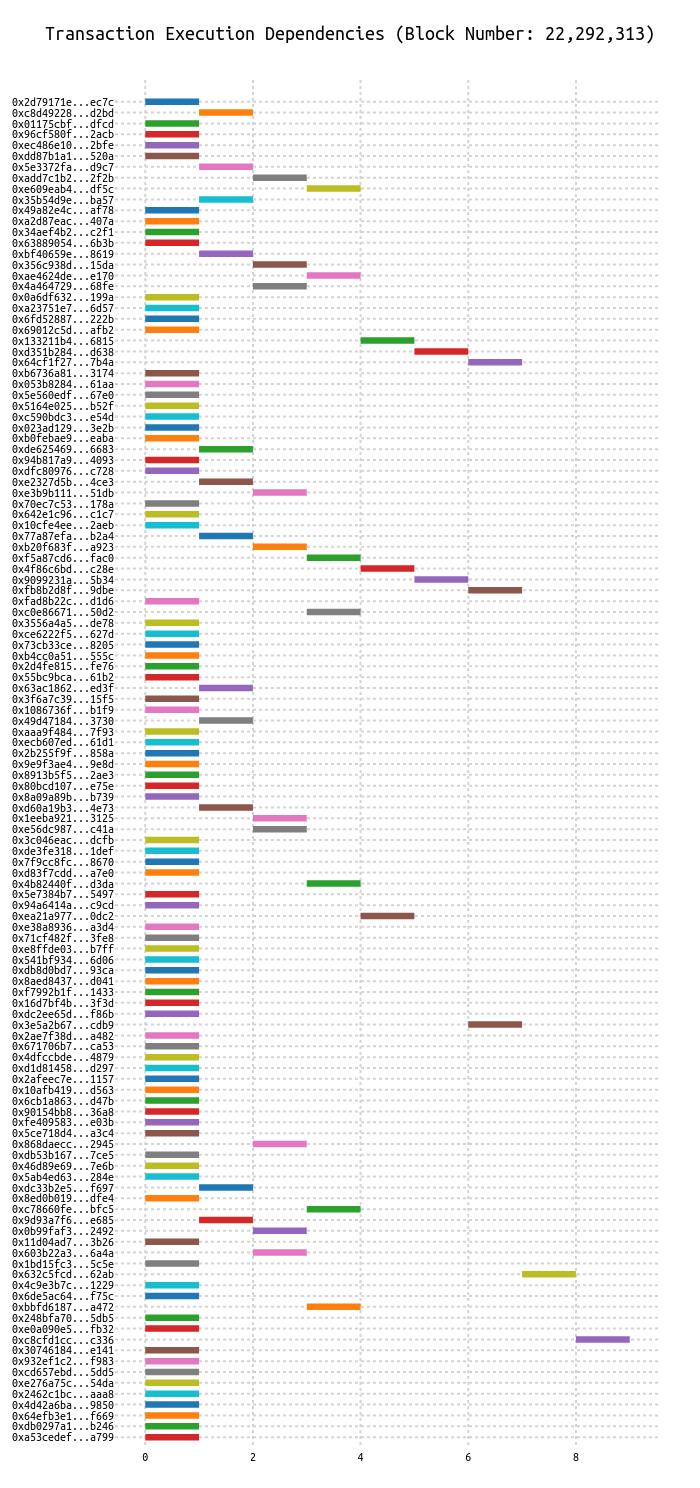 Transaction Execution Dependencies (Block Number: 22,292,313)
0x2d79171e...ec7c
0xc8d49228...d2bd
0x01175cbf...dfcd
0x96cf580f...2acb
0xec486e10...2bfe
0xdd87b1a1...520a
0x5e3372fa...d9c7
0xadd7c1b2...2f2b
0xe609eab4...df5c
0x35b54d9e...ba57
0x49a82e4c...af78
0xa2d87eac...407a
0x34aef4b2...c2f1
0x63889054...6b3b
0xbf40659e...8619
0x356c938d...15da
0xae4624de...e170
0x4a464729...68fe
0x0a6df632...199a
0xa23751e7...6d57
0x6fd52887...222b
0x69012c5d...afb2
0x133211b4...6815
0xd351b284...d638
0x64cf1f27...7b4a
0xb6736a81...3174
0x053b8284...61aa
0x5e560edf...67e0
0x5164e025...b52f
0xc590bdc3...e54d
0x023ad129...3e2b
0xb0febae9...eaba
0xde625469...6683
0x94b817a9...4093
0xdfc80976...c728
0xe2327d5b...4ce3
0xe3b9b111...51db
0x70ec7c53...178a
0x642e1c96...c1c7
0x10cfe4ee...2aeb
0x77a87efa...b2a4
0xb20f683f...a923
0xf5a87cd6...fac0
0x4f86c6bd...c28e
0x9099231a...5b34
0xfb8b2d8f...9dbe
0xfad8b22c...d1d6
0xc0e86671...50d2
0x3556a4a5...de78
0xce6222f5...627d
0x73cb33ce...8205
0xb4cc0a51...555c
0x2d4fe815...fe76
0x55bc9bca...61b2
0x63ac1862...ed3f
0x3f6a7c39...15f5
0x1086736f...b1f9
0x49d47184...3730
0xaaa9f484...7f93
0xecb607ed...61d1
0x2b255f9f...858a
0x9e9f3ae4...9e8d
0x8913b5f5...2ae3
0x80bcd107...e75e
0x8a09a89b...b739
0xd60a19b3...4e73
0x1eeba921...3125
0xe56dc987...c41a
0x3c046eac...dcfb
0xde3fe318...1def
0x7f9cc8fc...8670
0xd83f7cdd...a7e0
0x4b82440f...d3da
0x5e7384b7...5497
0x94a6414a...c9cd
0xea21a977...0dc2
0xe38a8936...a3d4
0x71cf482f...3fe8
0xe8ffde03...b7ff
0x541bf934...6d06
0xdb8d0bd7...93ca
0x8aed8437...d041
0xf7992b1f...1433
0x16d7bf4b...3f3d
0xdc2ee65d...f86b
0x3e5a2b67...cdb9
0x2ae7f38d...a482
0x671706b7...ca53
0x4dfccbde...4879
0xd1d81458...d297
0x2afeec7e...1157
0x10afb419...d563
0x6cb1a863...d47b
0x90154bb8...36a8
0xfe409583...e03b
0x5ce718d4...a3c4
0x868daecc...2945
0xdb53b167...7ce5
0x46d89e69...7e6b
0x5ab4ed63...284e
0xdc33b2e5...f697
0x8ed0b019...dfe4
0xc78660fe...bfc5
0x9d93a7f6...e685
0x0b99faf3...2492
0x11d04ad7...3b26
0x603b22a3...6a4a
0x1bd15fc3...5c5e
0x632c5fcd...62ab
0x4c9e3b7c...1229
0x6de5ac64...f75c
0xbbfd6187...a472
0x248bfa70...5db5
0xe0a090e5...fb32
0xc8cfd1cc...c336
0x30746184...e141
0x932ef1c2...f983
0xcd657ebd...5dd5
0xe276a75c...54da
0x2462c1bc...aaa8
0x4d42a6ba...9850
0x64efb3e1...f669
0xdb0297a1...b246
0xa53cedef...a799
0 2 4 6 8